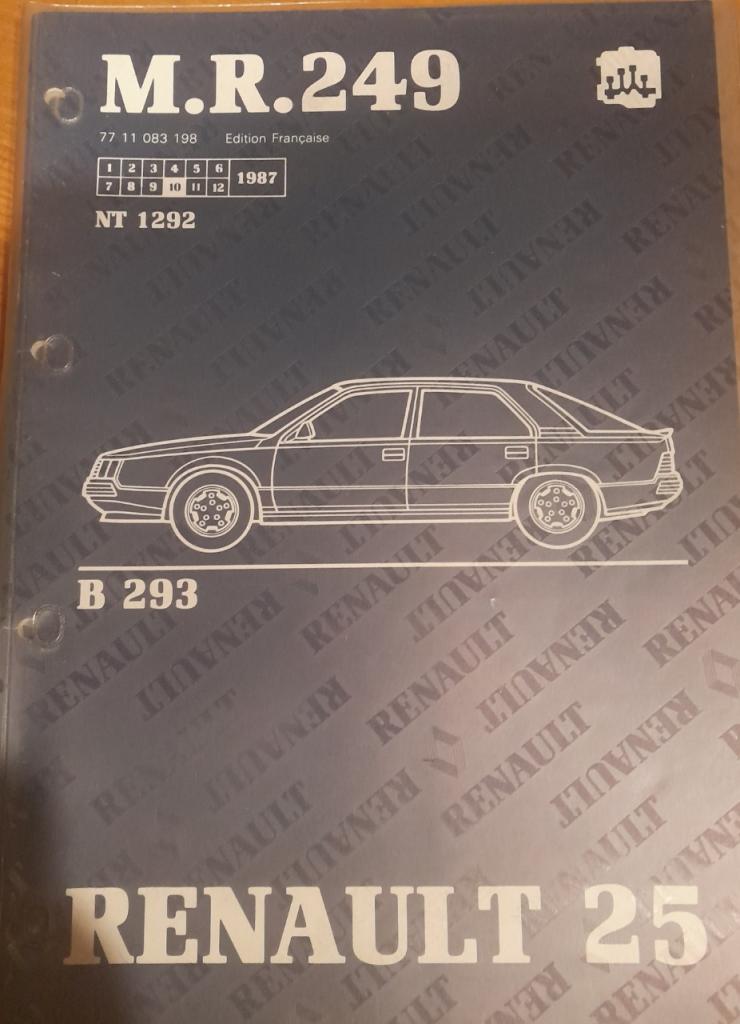 M.R.249
77 11 083 198 Edition Française
1 2 3 4 5 6
7 8 9 10 11 12
1987
NT 1292
B 293
RENAULT 25
RENAULT